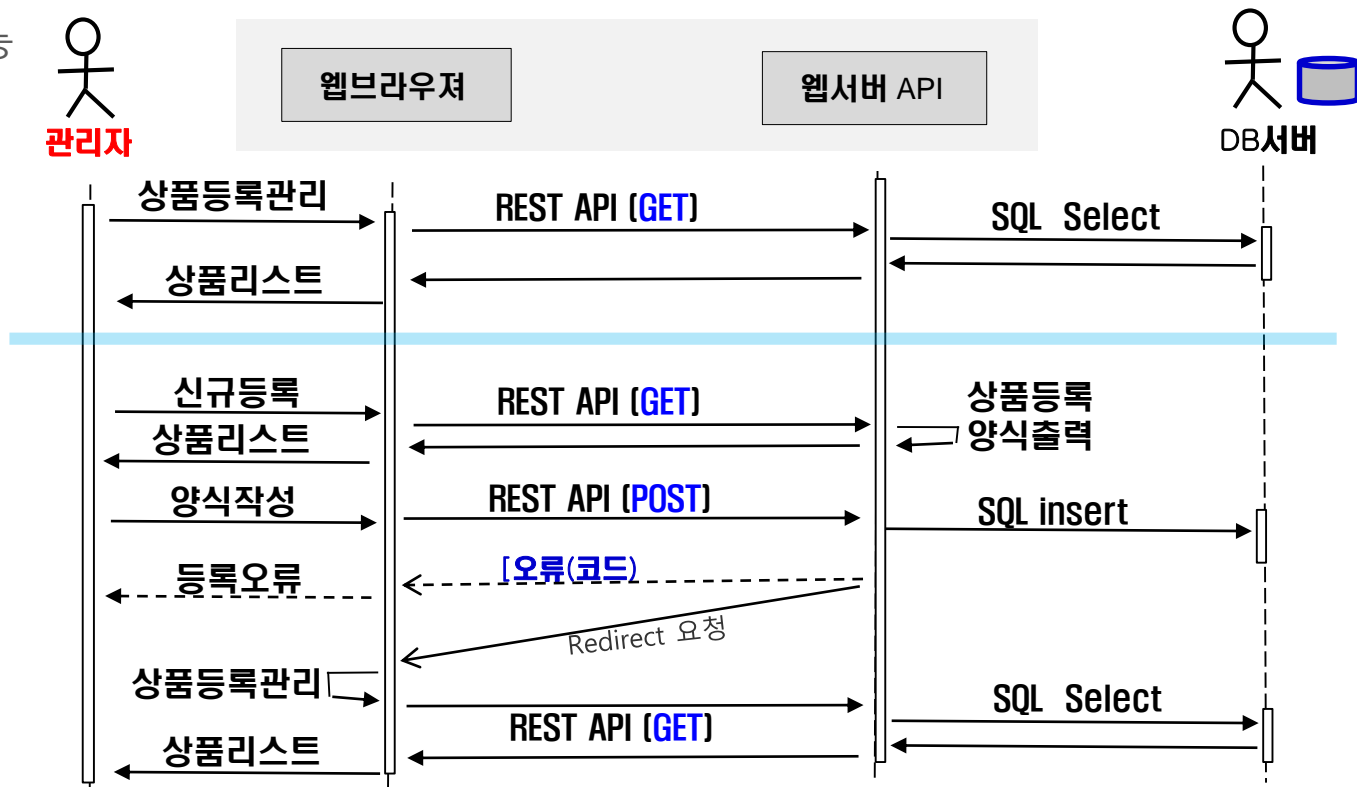 능
웹브라우져
웹서버 API
관리자
DB서버
상품등록관리
REST API (GET)
SQL Select
상품리스트
신규등록
REST API (GET)
상품등록
양식출력
상품리스트
양식작성
REST API (POST)
SQL insert
[오류(코드)
등록오류
Redirect 요청
상품등록관리
SQL Select
REST API (GET)
상품리스트